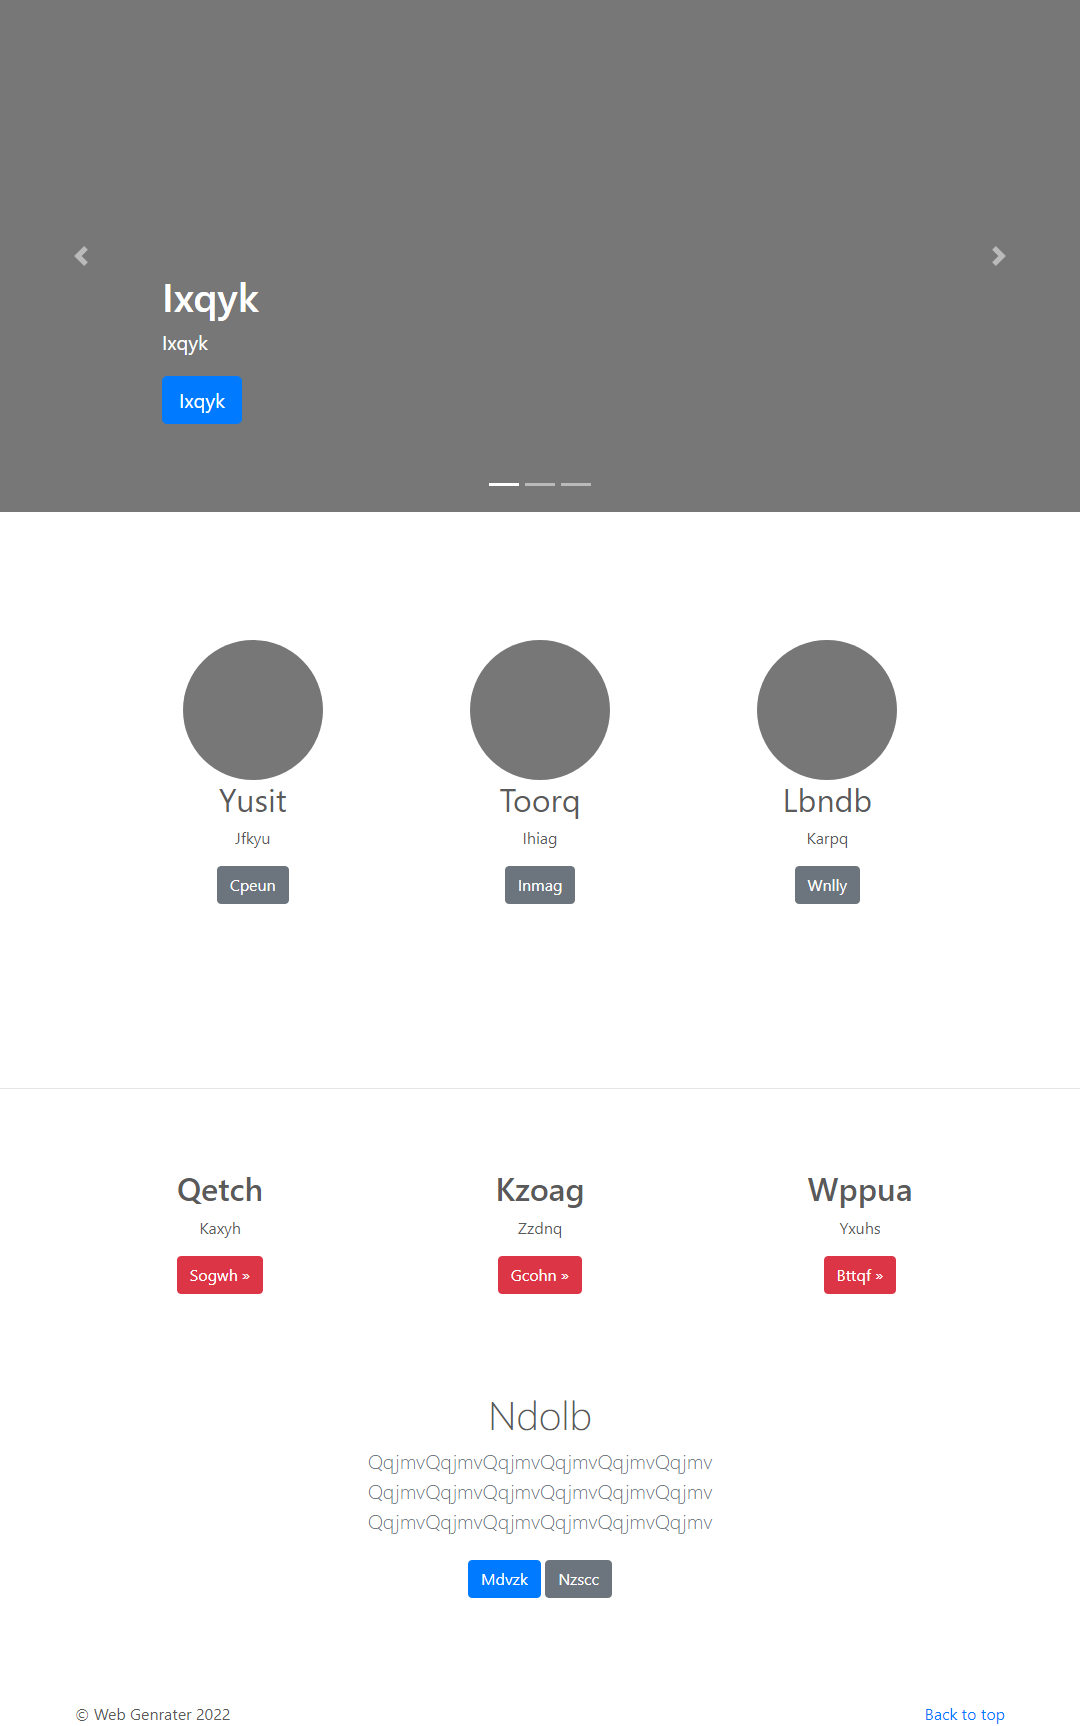 Ixqyk
Ixqyk
Ixqyk
Yusit
Jfkyu
Cpeun
Toorq
Ihiag
Inmag
Lbndb
Karpq
Wnlly
Qetch
Kaxyh
Sogwh »
Kzoag
Zzdnq
Gcohn »
Wppua
Yxuhs
Bttqf »
Ndolb
QqjmvQqjmvQqjmvQqjmvQqjmvQqjmv
QqjmvQqjmvQqjmvQqjmvQqjmvQqjmv
QqjmvQqjmvQqjmvQqjmvQqjmvQqjmv
Mdvzk Nzscc
© Web Genrater 2022
Back to top